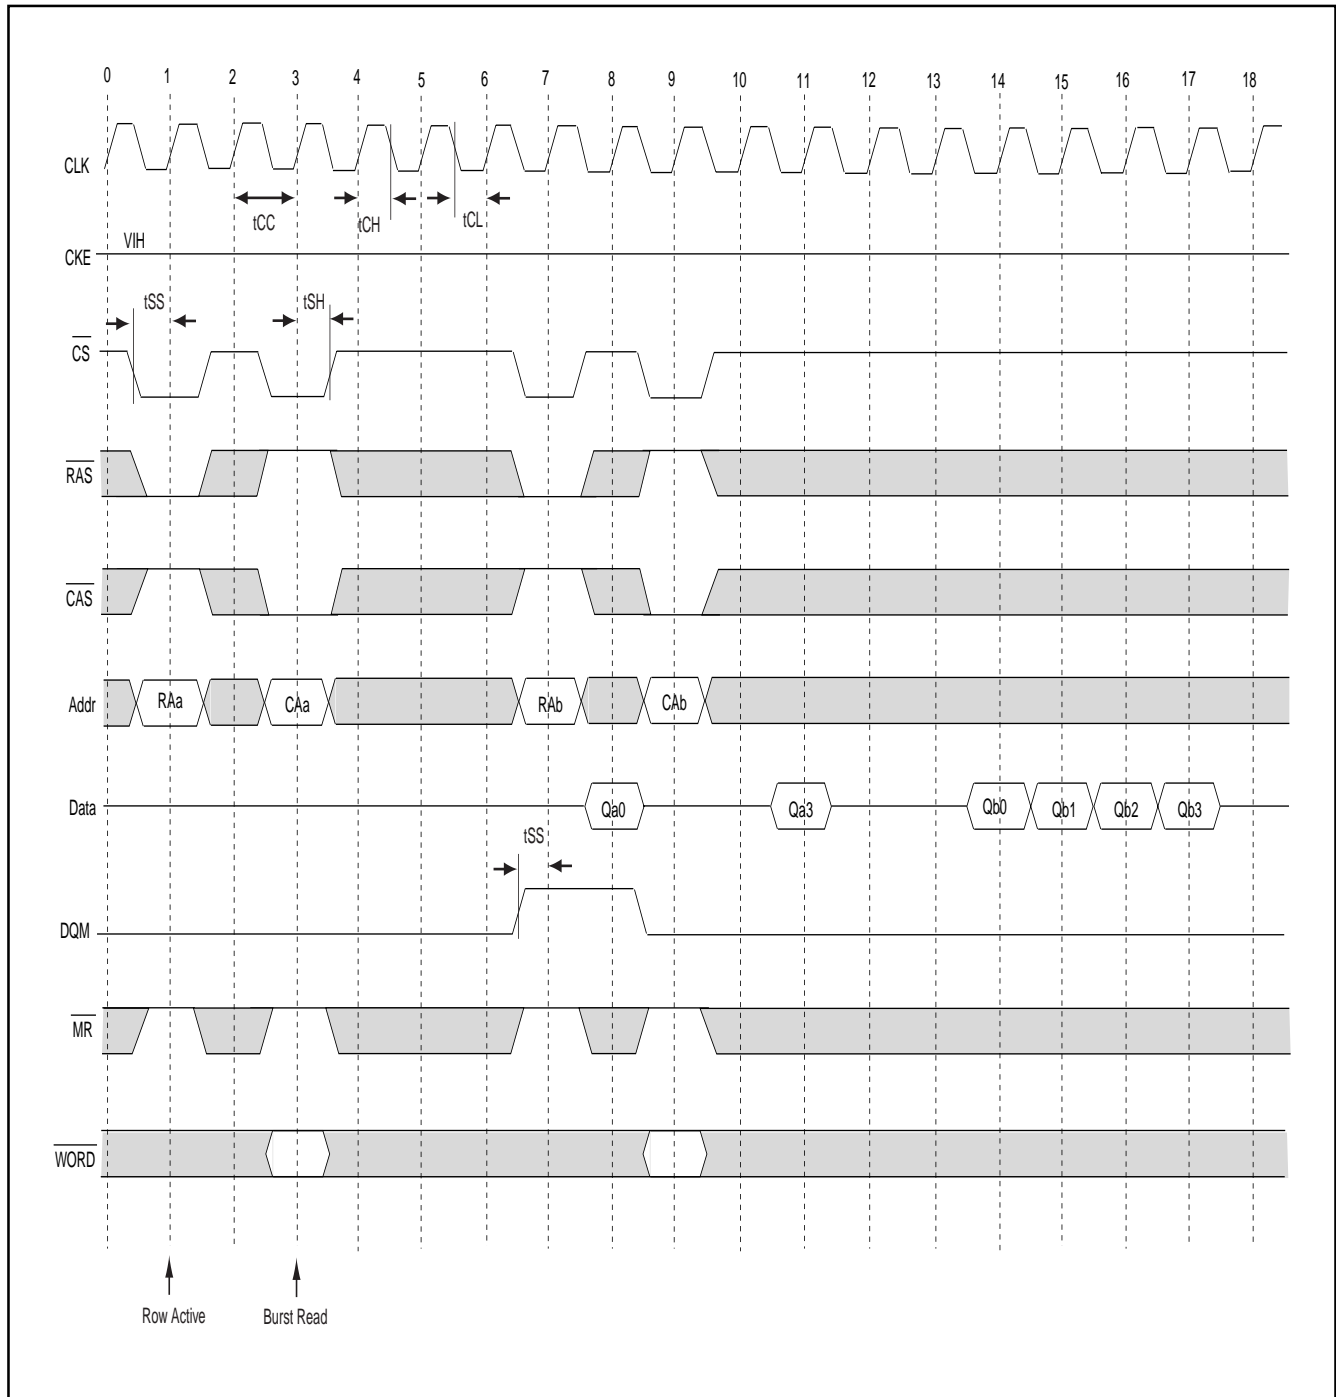 0 1 2 3 4 5 6 7 8 9 10 11 12 13 14 15 16 17 18
CLK
tCC tCH tCL
VIH
CKE
tSS tSH
CS
RAS
CAS
Addr RAa CAa RAb CAb
Data Qa0 Qa3 Qb0 Qb1 Qb2 Qb3
tSS
DQM
MR
WORD
Row Active Burst Read